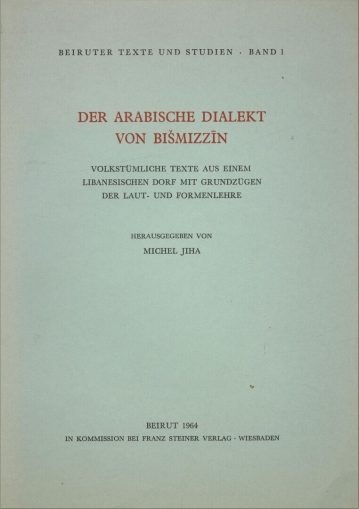 BEIRUTER TEXTE UND STUDIEN · BAND 1
DER ARABISCHE DIALEKT
VON BIŠMIZZĪN
VOLKSTÜMLICHE TEXTE AUS EINEM
LIBANESISCHEN DORF MIT GRUNDZÜGEN
DER LAUT- UND FORMENLEHRE
HERAUSGEGEBEN VON
MICHEL JIHA
BEIRUT 1964
IN KOMMISSION BEI FRANZ STEINER VERLAG · WIESBADEN